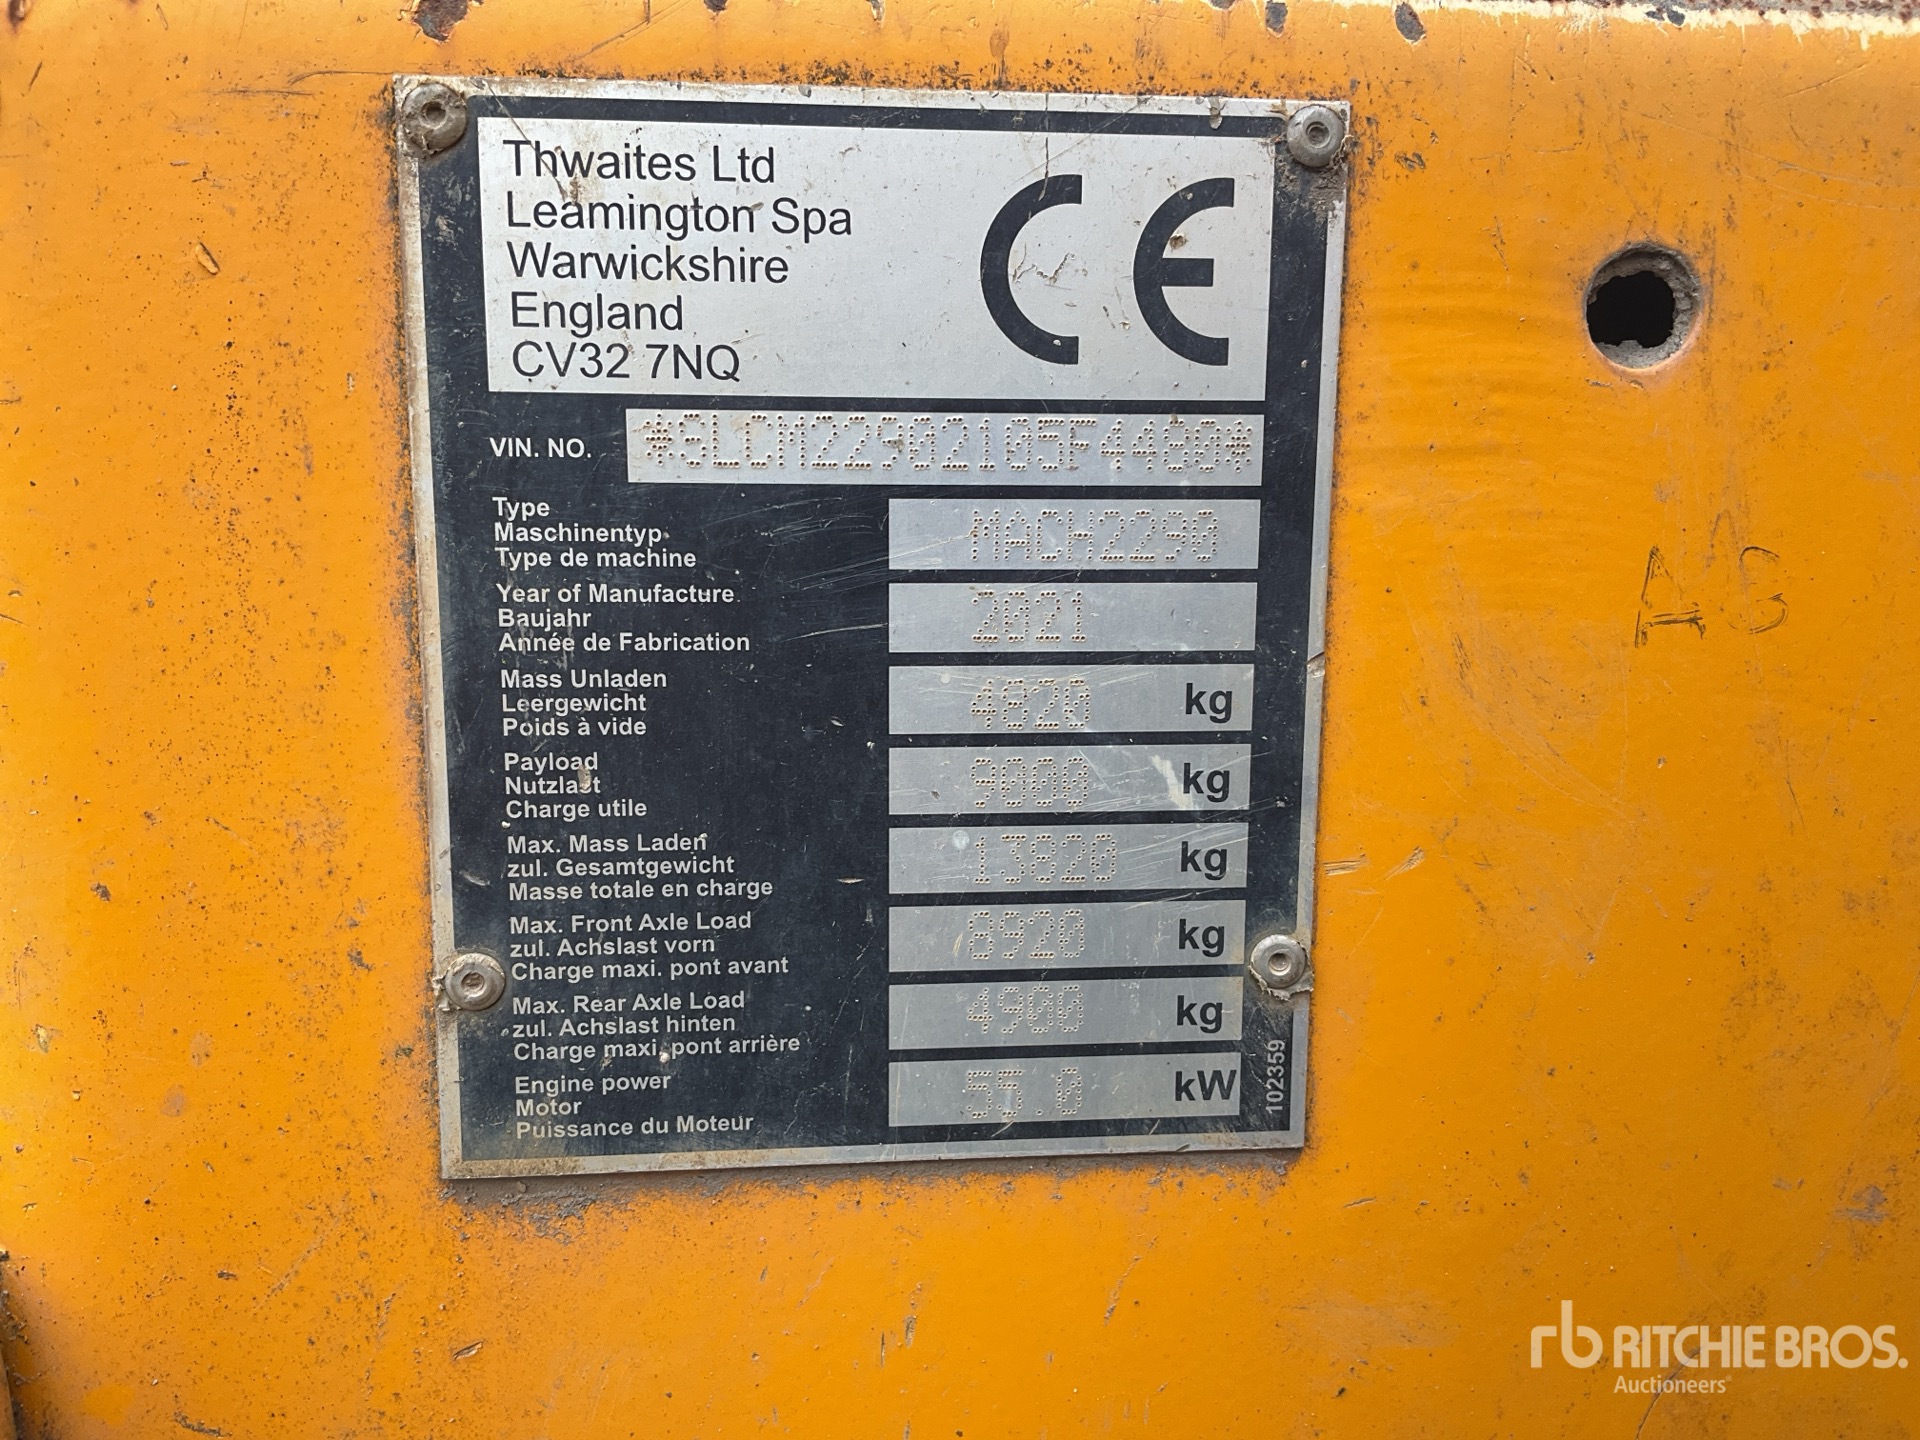 Thwaites Ltd
Leamington Spa
Warwickshire
England
CV32 7NQ
CE
VIN. NO. *SLCM22902105F4480*
Type
Maschinentyp
Type de machine
MACH2290
Year of Manufacture
Baujahr
Année de Fabrication
2021
Mass Unladen
Leergewicht
Poids à vide
4820 kg
Payload
Nutzlast
Charge utile
9000 kg
Max. Mass Laden
zul. Gesamtgewicht
Masse totale en charge
13820 kg
Max. Front Axle Load
zul. Achslast vorn
Charge maxi. pont avant
8920 kg
Max. Rear Axle Load
zul. Achslast hinten
Charge maxi. pont arrière
4900 kg
Engine power
Motor
Puissance du Moteur
55.0 kW
102359
rb RITCHIE BROS.
Auctioneers